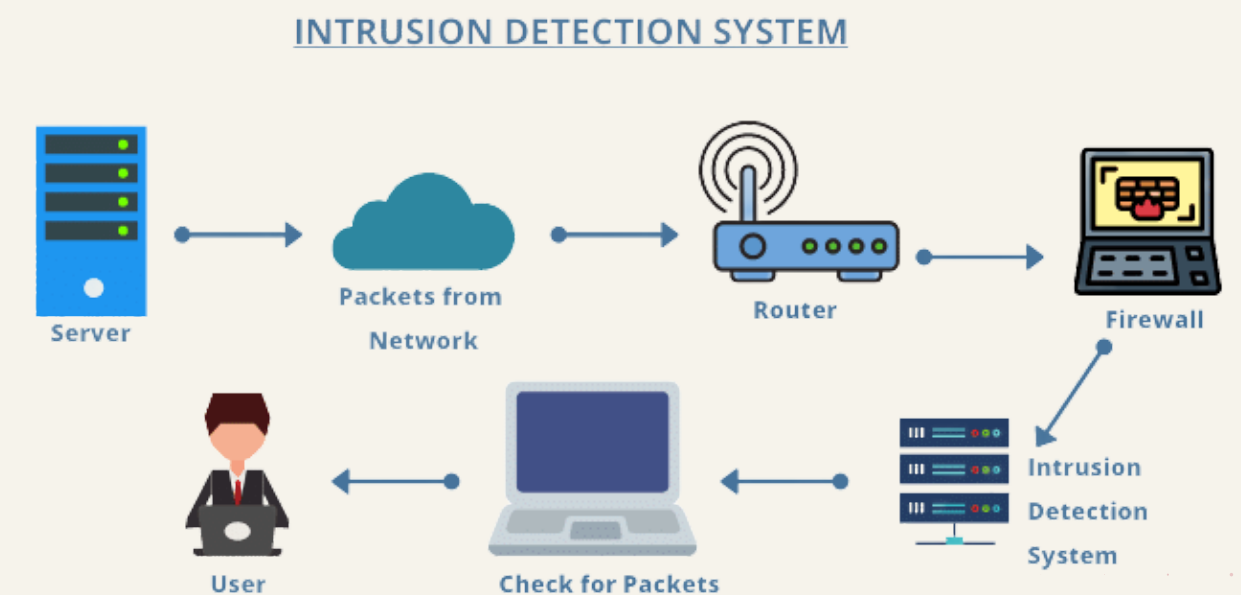 INTRUSION DETECTION SYSTEM
Server
Packets from
Network
Router
Firewall
Intrusion
Detection
System
Check for Packets
User